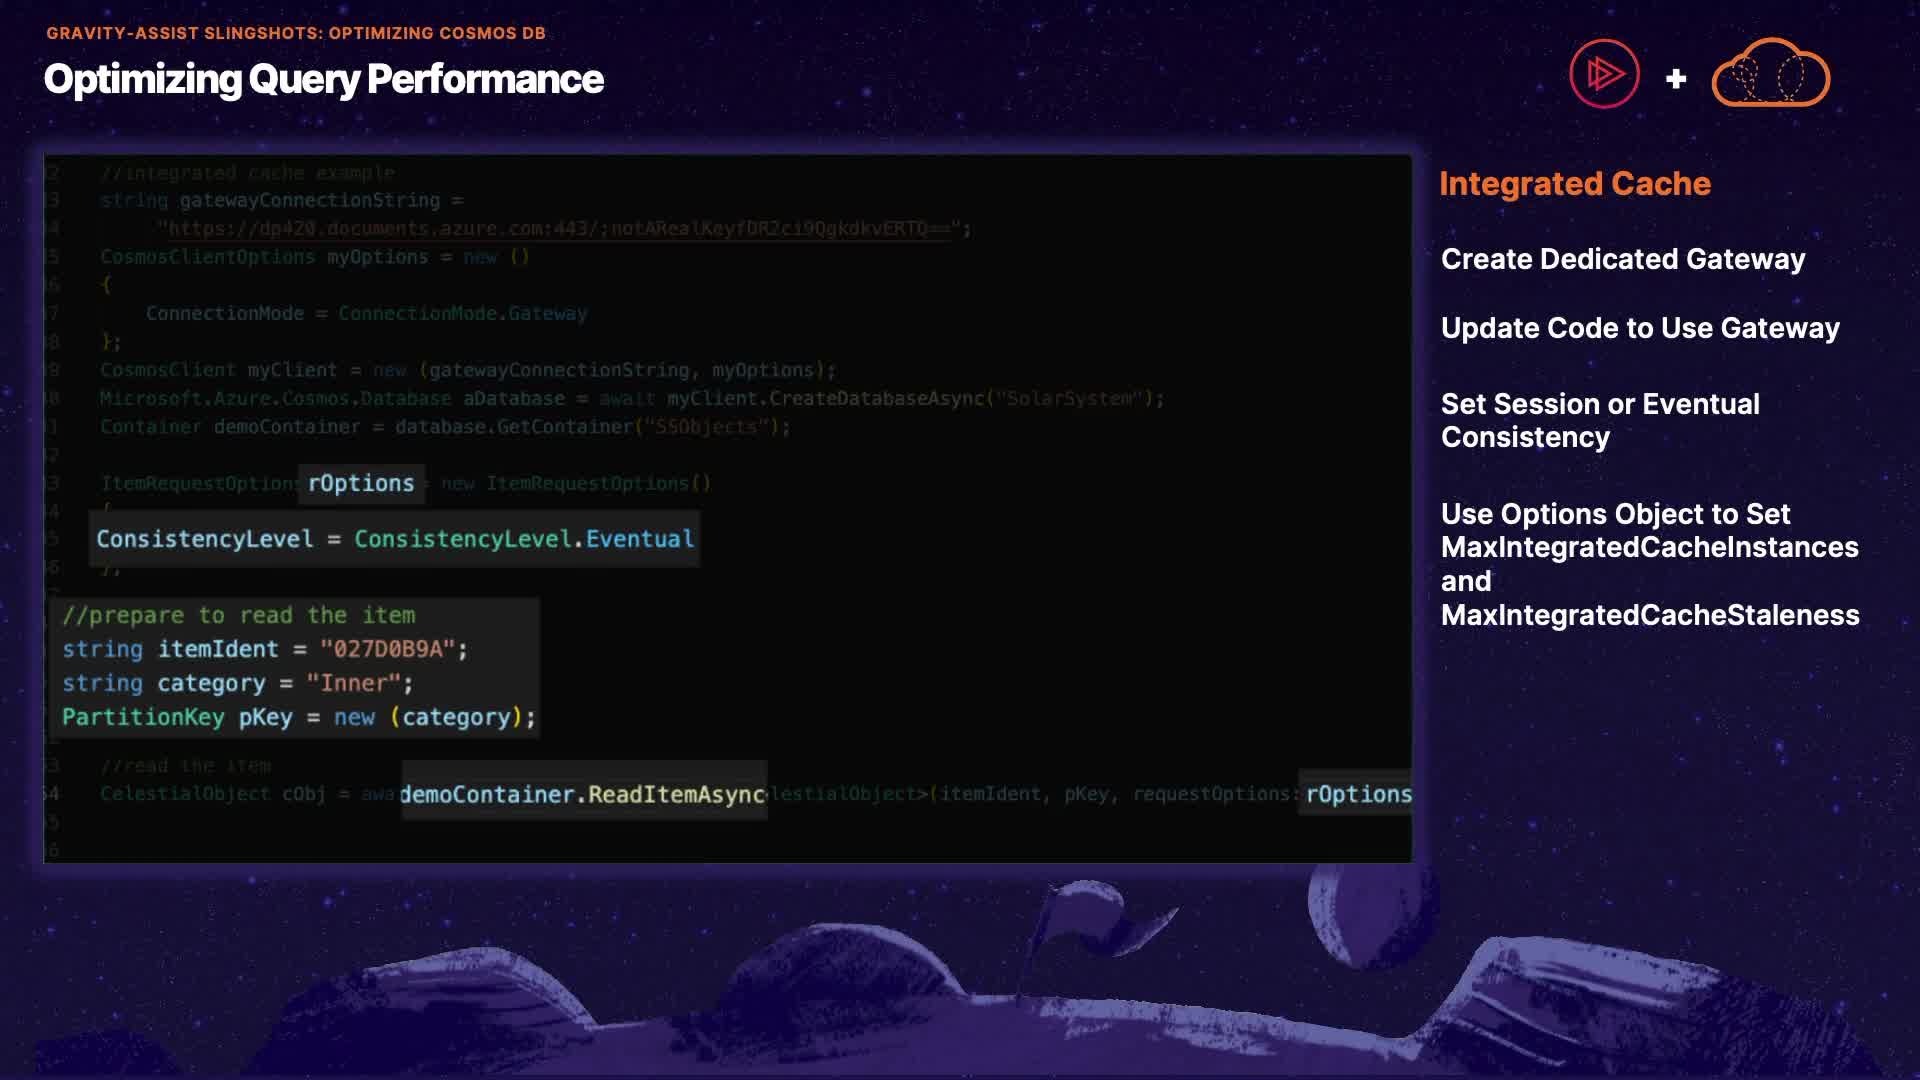 GRAVITY-ASSIST SLINGSHOTS: OPTIMIZING COSMOS DB
Optimizing Query Performance
//integrated cache example
string gatewayConnectionString =
"https://dp420.documents.azure.com:443/;notARealKeyfDR2ci9QgkdkvERTQ==";
CosmosClientOptions myOptions = new ()
{
ConnectionMode = ConnectionMode.Gateway
};
CosmosClient myClient = new (gatewayConnectionString, myOptions);
Microsoft.Azure.Cosmos.Database aDatabase = await myClient.CreateDatabaseAsync("SolarSystem");
Container demoContainer = database.GetContainer("SSObjects");
ItemRequestOptions rOptions = new ItemRequestOptions()
{
ConsistencyLevel = ConsistencyLevel.Eventual
};
//prepare to read the item
string itemIdent = "027D0B9A";
string category = "Inner";
PartitionKey pKey = new (category);
//read the item
CelestialObject cObj = awa demoContainer.ReadItemAsync lestialObject>(itemIdent, pKey, requestOptions: rOptions
Integrated Cache
Create Dedicated Gateway
Update Code to Use Gateway
Set Session or Eventual
Consistency
Use Options Object to Set
MaxIntegratedCacheInstances
and
MaxIntegratedCacheStaleness